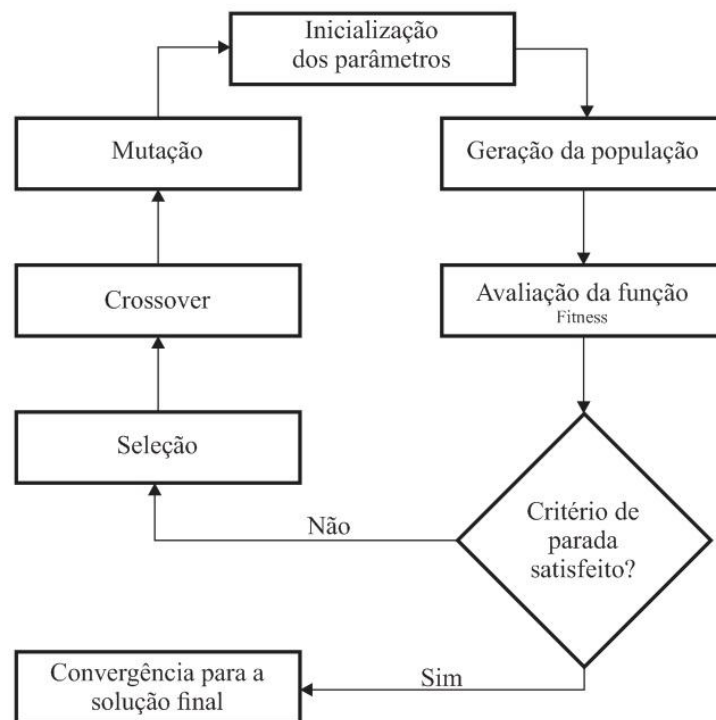 Inicialização
dos parâmetros
Mutação
Geração da população
Crossover
Avaliação da função
Fitness
Seleção
Não
Critério de
parada
satisfeito?
Convergência para a
solução final
Sim